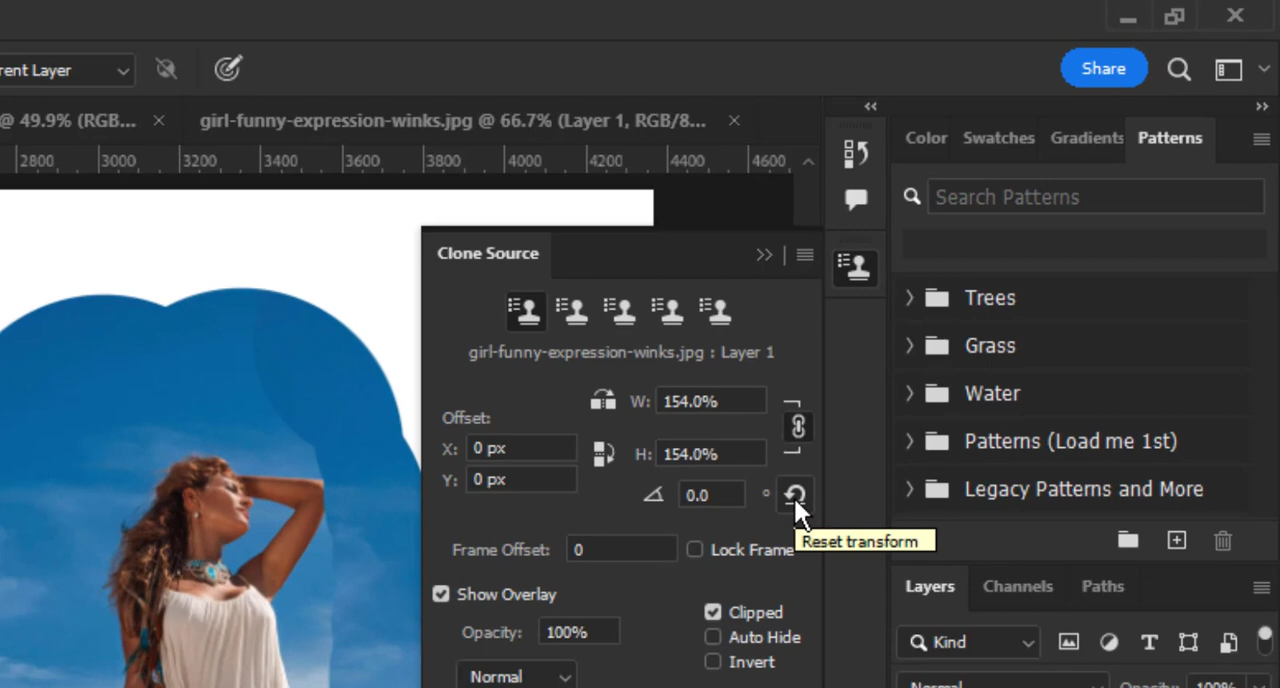 rent Layer
Share
@ 49.9% (RGB...
girl-funny-expression-winks.jpg @ 66.7% (Layer 1, RGB/8...
2800 3000 3200 3400 3600 3800 4000 4200 4400 4600
Color Swatches Gradients Patterns
Search Patterns
Trees
Grass
Water
Patterns (Load me 1st)
Legacy Patterns and More
Clone Source
girl-funny-expression-winks.jpg : Layer 1
W: 154.0%
Offset:
X: 0 px
H: 154.0%
Y: 0 px
0.0 °
Reset transform
Frame Offset: 0
Lock Frame
Show Overlay
Clipped
Opacity: 100%
Auto Hide
Invert
Normal
Layers Channels Paths
Kind
Normal
Opacity: 100%